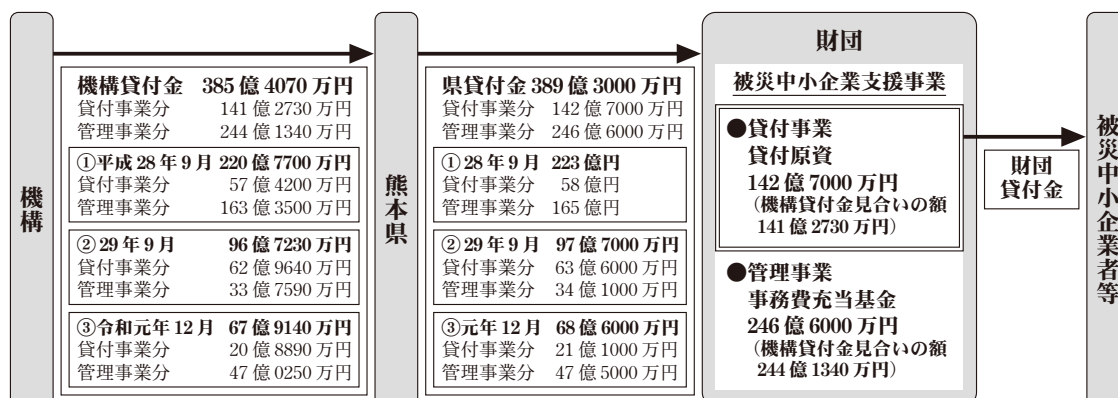 機構
機構貸付金 385億4070万円
貸付事業分 141億2730万円
管理事業分 244億1340万円
①平成28年9月 220億7700万円
貸付事業分 57億4200万円
管理事業分 163億3500万円
②29年9月 96億7230万円
貸付事業分 62億9640万円
管理事業分 33億7590万円
③令和元年12月 67億9140万円
貸付事業分 20億8890万円
管理事業分 47億0250万円
熊本県
県貸付金389億3000万円
貸付事業分 142億7000万円
管理事業分 246億6000万円
①28年9月 223億円
貸付事業分 58億円
管理事業分 165億円
②29年9月 97億7000万円
貸付事業分 63億6000万円
管理事業分 34億1000万円
③元年12月 68億6000万円
貸付事業分 21億1000万円
管理事業分 47億5000万円
財団
被災中小企業支援事業
●貸付事業
貸付原資
142億7000万円
（機構貸付金見合いの額
141億2730万円）
●管理事業
事務費充当基金
246億6000万円
（機構貸付金見合いの額
244億1340万円）
財団
貸付金
被災中小企業者等